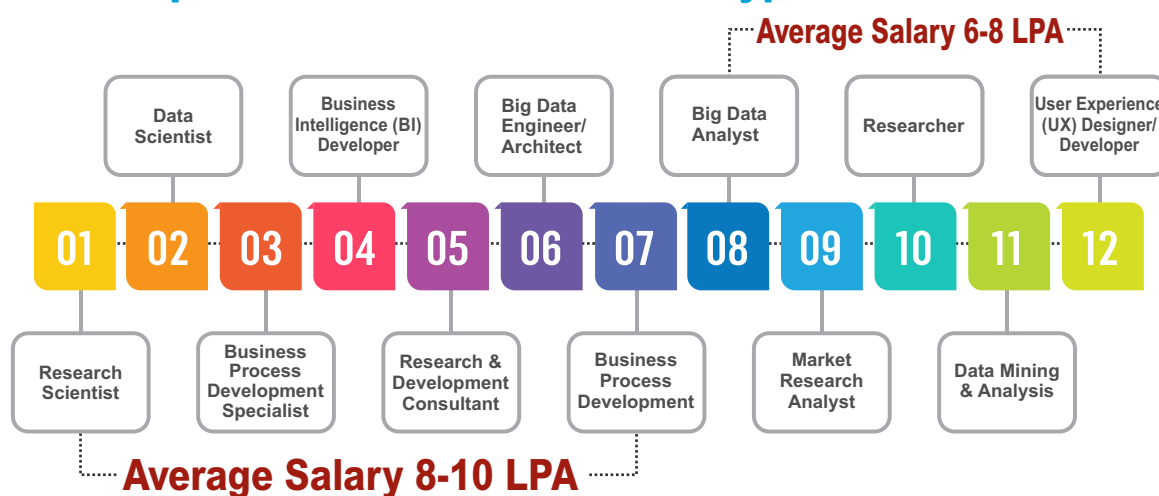 Average Salary 6-8 LPA
Data
Scientist
Business
Intelligence (BI)
Developer
Big Data
Engineer/
Architect
Big Data
Analyst
Researcher
User Experience
(UX) Designer/
Developer
01 02 03 04 05 06 07 08 09 10 11 12
Research
Scientist
Business
Process
Development
Specialist
Research &
Development
Consultant
Business
Process
Development
Market
Research
Analyst
Data Mining
& Analysis
Average Salary 8-10 LPA